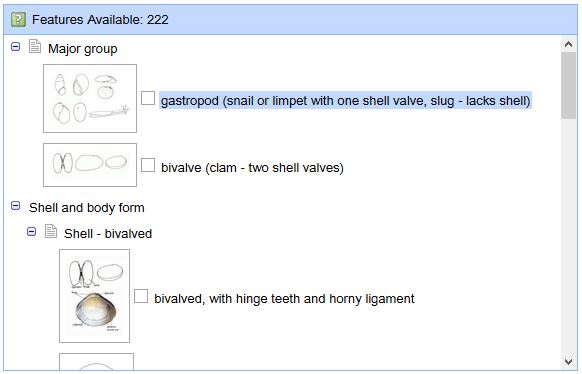 Features Available: 222
Major group
gastropod (snail or limpet with one shell valve, slug - lacks shell)
bivalve (clam - two shell valves)
Shell and body form
Shell - bivalved
bivalved, with hinge teeth and horny ligament